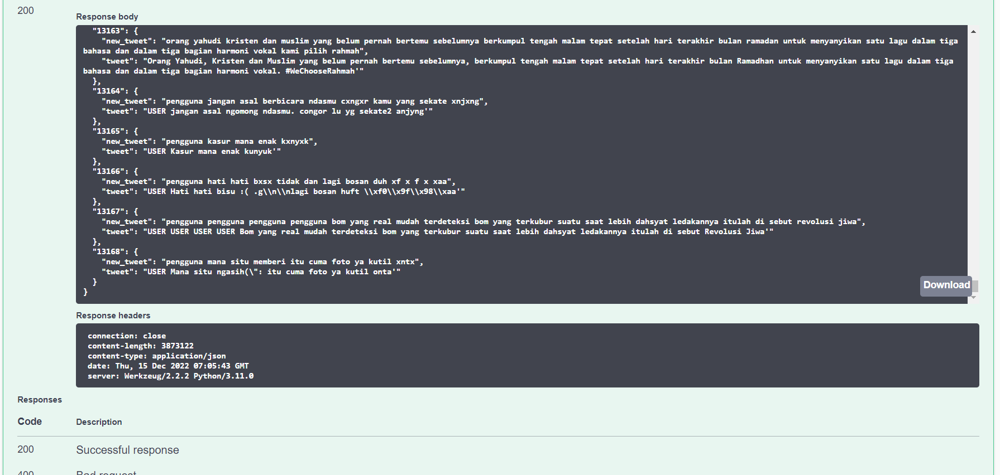 200
Response body
"13163": {
"new_tweet": "orang yahudi kristen dan muslim yang belum pernah bertemu sebelumnya berkumpul tengah malam tepat setelah hari terakhir bulan ramadan untuk menyanyikan satu lagu dalam tiga
bahasa dan dalam tiga bagian harmoni vokal kami pilih rahmah",
"tweet": "Orang Yahudi, Kristen dan Muslim yang belum pernah bertemu sebelumnya, berkumpul tengah malam tepat setelah hari terakhir bulan Ramadhan untuk menyanyikan satu lagu dalam tiga
bahasa dan dalam tiga bagian harmoni vokal. #WeChooseRahmah'"
},
"13164": {
"new_tweet": "pengguna jangan asal berbicara ndasmu cxngxr kamu yang sekate xnjxng",
"tweet": "USER jangan asal ngomong ndasmu. congor lu yg sekate2 anjyng'"
},
"13165": {
"new_tweet": "pengguna kasur mana enak kxnyxk",
"tweet": "USER Kasur mana enak kunyuk'"
},
"13166": {
"new_tweet": "pengguna hati hati bxsx tidak dan lagi bosan duh xf x f x xaa",
"tweet": "USER Hati hati bisu :( .g\\n\\nlagi bosan huft \\xf0\\x9f\\x98\\xaa'"
},
"13167": {
"new_tweet": "pengguna pengguna pengguna pengguna bom yang real mudah terdeteksi bom yang terkubur suatu saat lebih dahsyat ledakannya itulah di sebut revolusi jiwa",
"tweet": "USER USER USER USER Bom yang real mudah terdeteksi bom yang terkubur suatu saat lebih dahsyat ledakannya itulah di sebut Revolusi Jiwa'"
},
"13168": {
"new_tweet": "pengguna mana situ memberi itu cuma foto ya kutil xntx",
"tweet": "USER Mana situ ngasih(\": itu cuma foto ya kutil onta'"
}
}
Download
Response headers
connection: close
content-length: 3873122
content-type: application/json
date: Thu, 15 Dec 2022 07:05:43 GMT
server: Werkzeug/2.2.2 Python/3.11.0
Responses
Code Description
200 Successful response
400 Bad request